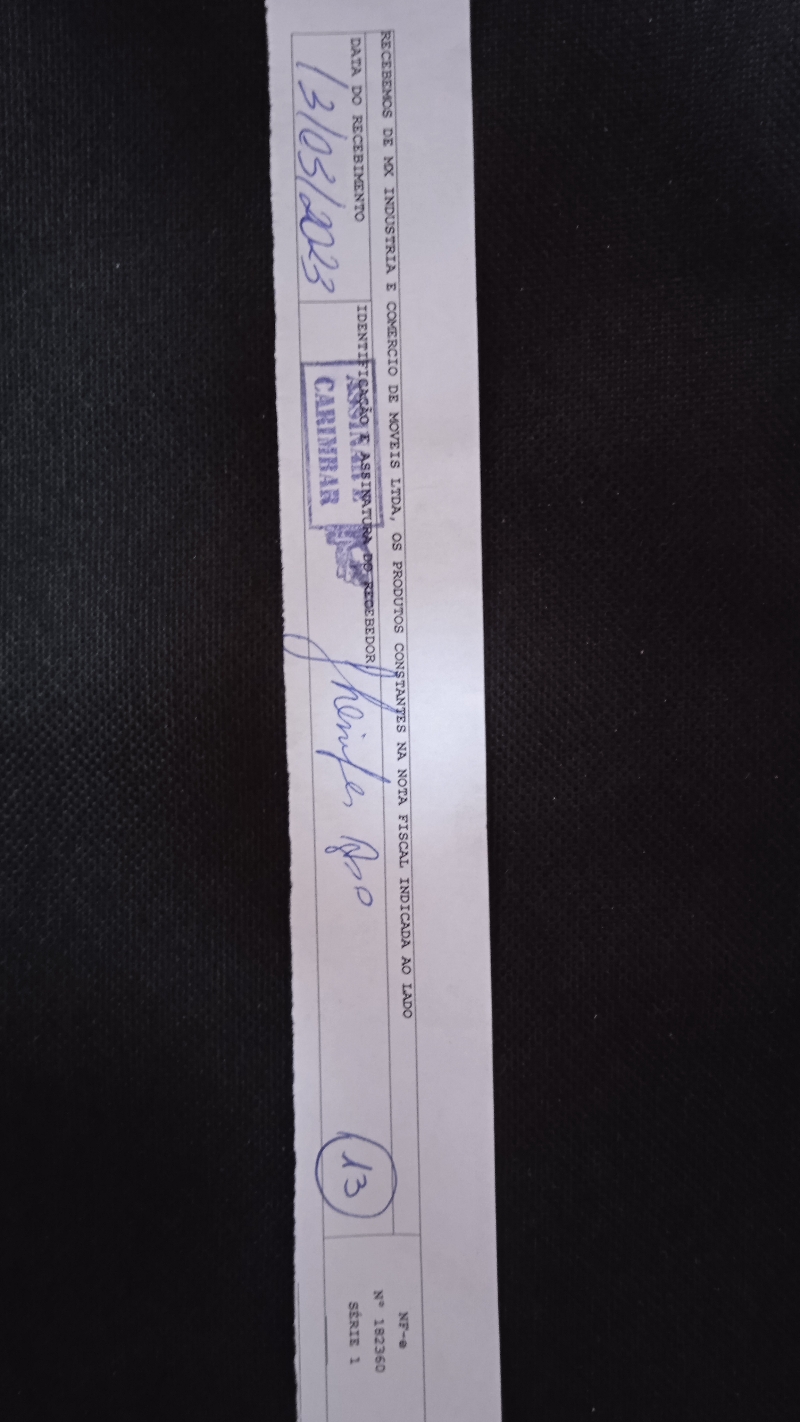 RECEBEMOS DE MX INDUSTRIA E COMERCIO DE MOVEIS LTDA, OS PRODUTOS CONSTANTES NA NOTA FISCAL INDICADA AO LADO
DATA DO RECEBIMENTO
13/03/2023
IDENTIFICAÇÃO E ASSINATURA DO RECEBEDOR
ASSINAR E
CARIMBAR
13
NF-e
Nº 182360
SÉRIE 1